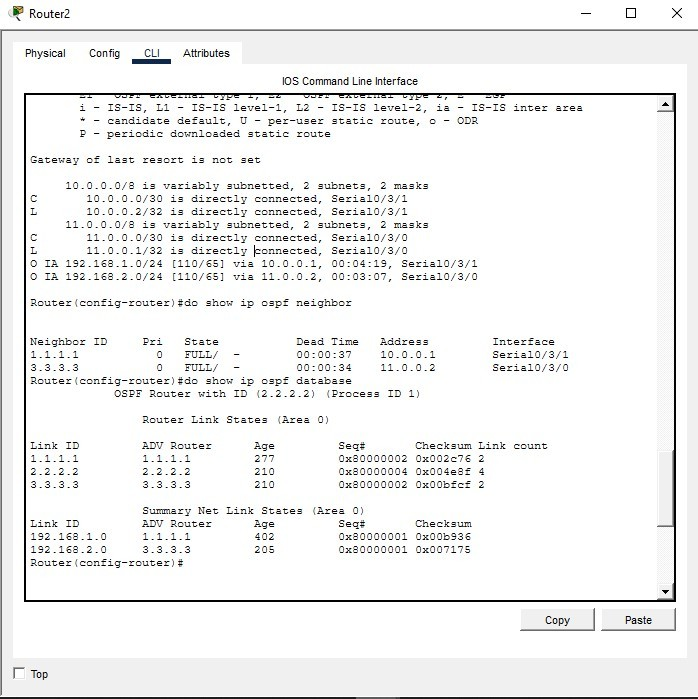 Router2
Physical Config CLI Attributes
IOS Command Line Interface
i - IS-IS, L1 - IS-IS level-1, L2 - IS-IS level-2, ia - IS-IS inter area
* - candidate default, U - per-user static route, o - ODR
P - periodic downloaded static route
Gateway of last resort is not set
10.0.0.0/8 is variably subnetted, 2 subnets, 2 masks
C 10.0.0.0/30 is directly connected, Serial0/3/1
L 10.0.0.2/32 is directly connected, Serial0/3/1
11.0.0.0/8 is variably subnetted, 2 subnets, 2 masks
C 11.0.0.0/30 is directly connected, Serial0/3/0
L 11.0.0.1/32 is directly connected, Serial0/3/0
O IA 192.168.1.0/24 [110/65] via 10.0.0.1, 00:04:19, Serial0/3/1
O IA 192.168.2.0/24 [110/65] via 11.0.0.2, 00:03:07, Serial0/3/0
Router(config-router)#do show ip ospf neighbor
Neighbor ID Pri State Dead Time Address Interface
1.1.1.1 0 FULL/ - 00:00:37 10.0.0.1 Serial0/3/1
3.3.3.3 0 FULL/ - 00:00:34 11.0.0.2 Serial0/3/0
Router(config-router)#do show ip ospf database
OSPF Router with ID (2.2.2.2) (Process ID 1)
Router Link States (Area 0)
Link ID ADV Router Age Seq# Checksum Link count
1.1.1.1 1.1.1.1 277 0x80000002 0x002c76 2
2.2.2.2 2.2.2.2 210 0x80000004 0x004e8f 4
3.3.3.3 3.3.3.3 210 0x80000002 0x00bfcf 2
Summary Net Link States (Area 0)
Link ID ADV Router Age Seq# Checksum
192.168.1.0 1.1.1.1 402 0x80000001 0x00b936
192.168.2.0 3.3.3.3 205 0x80000001 0x007175
Router(config-router)#
Copy Paste
Top